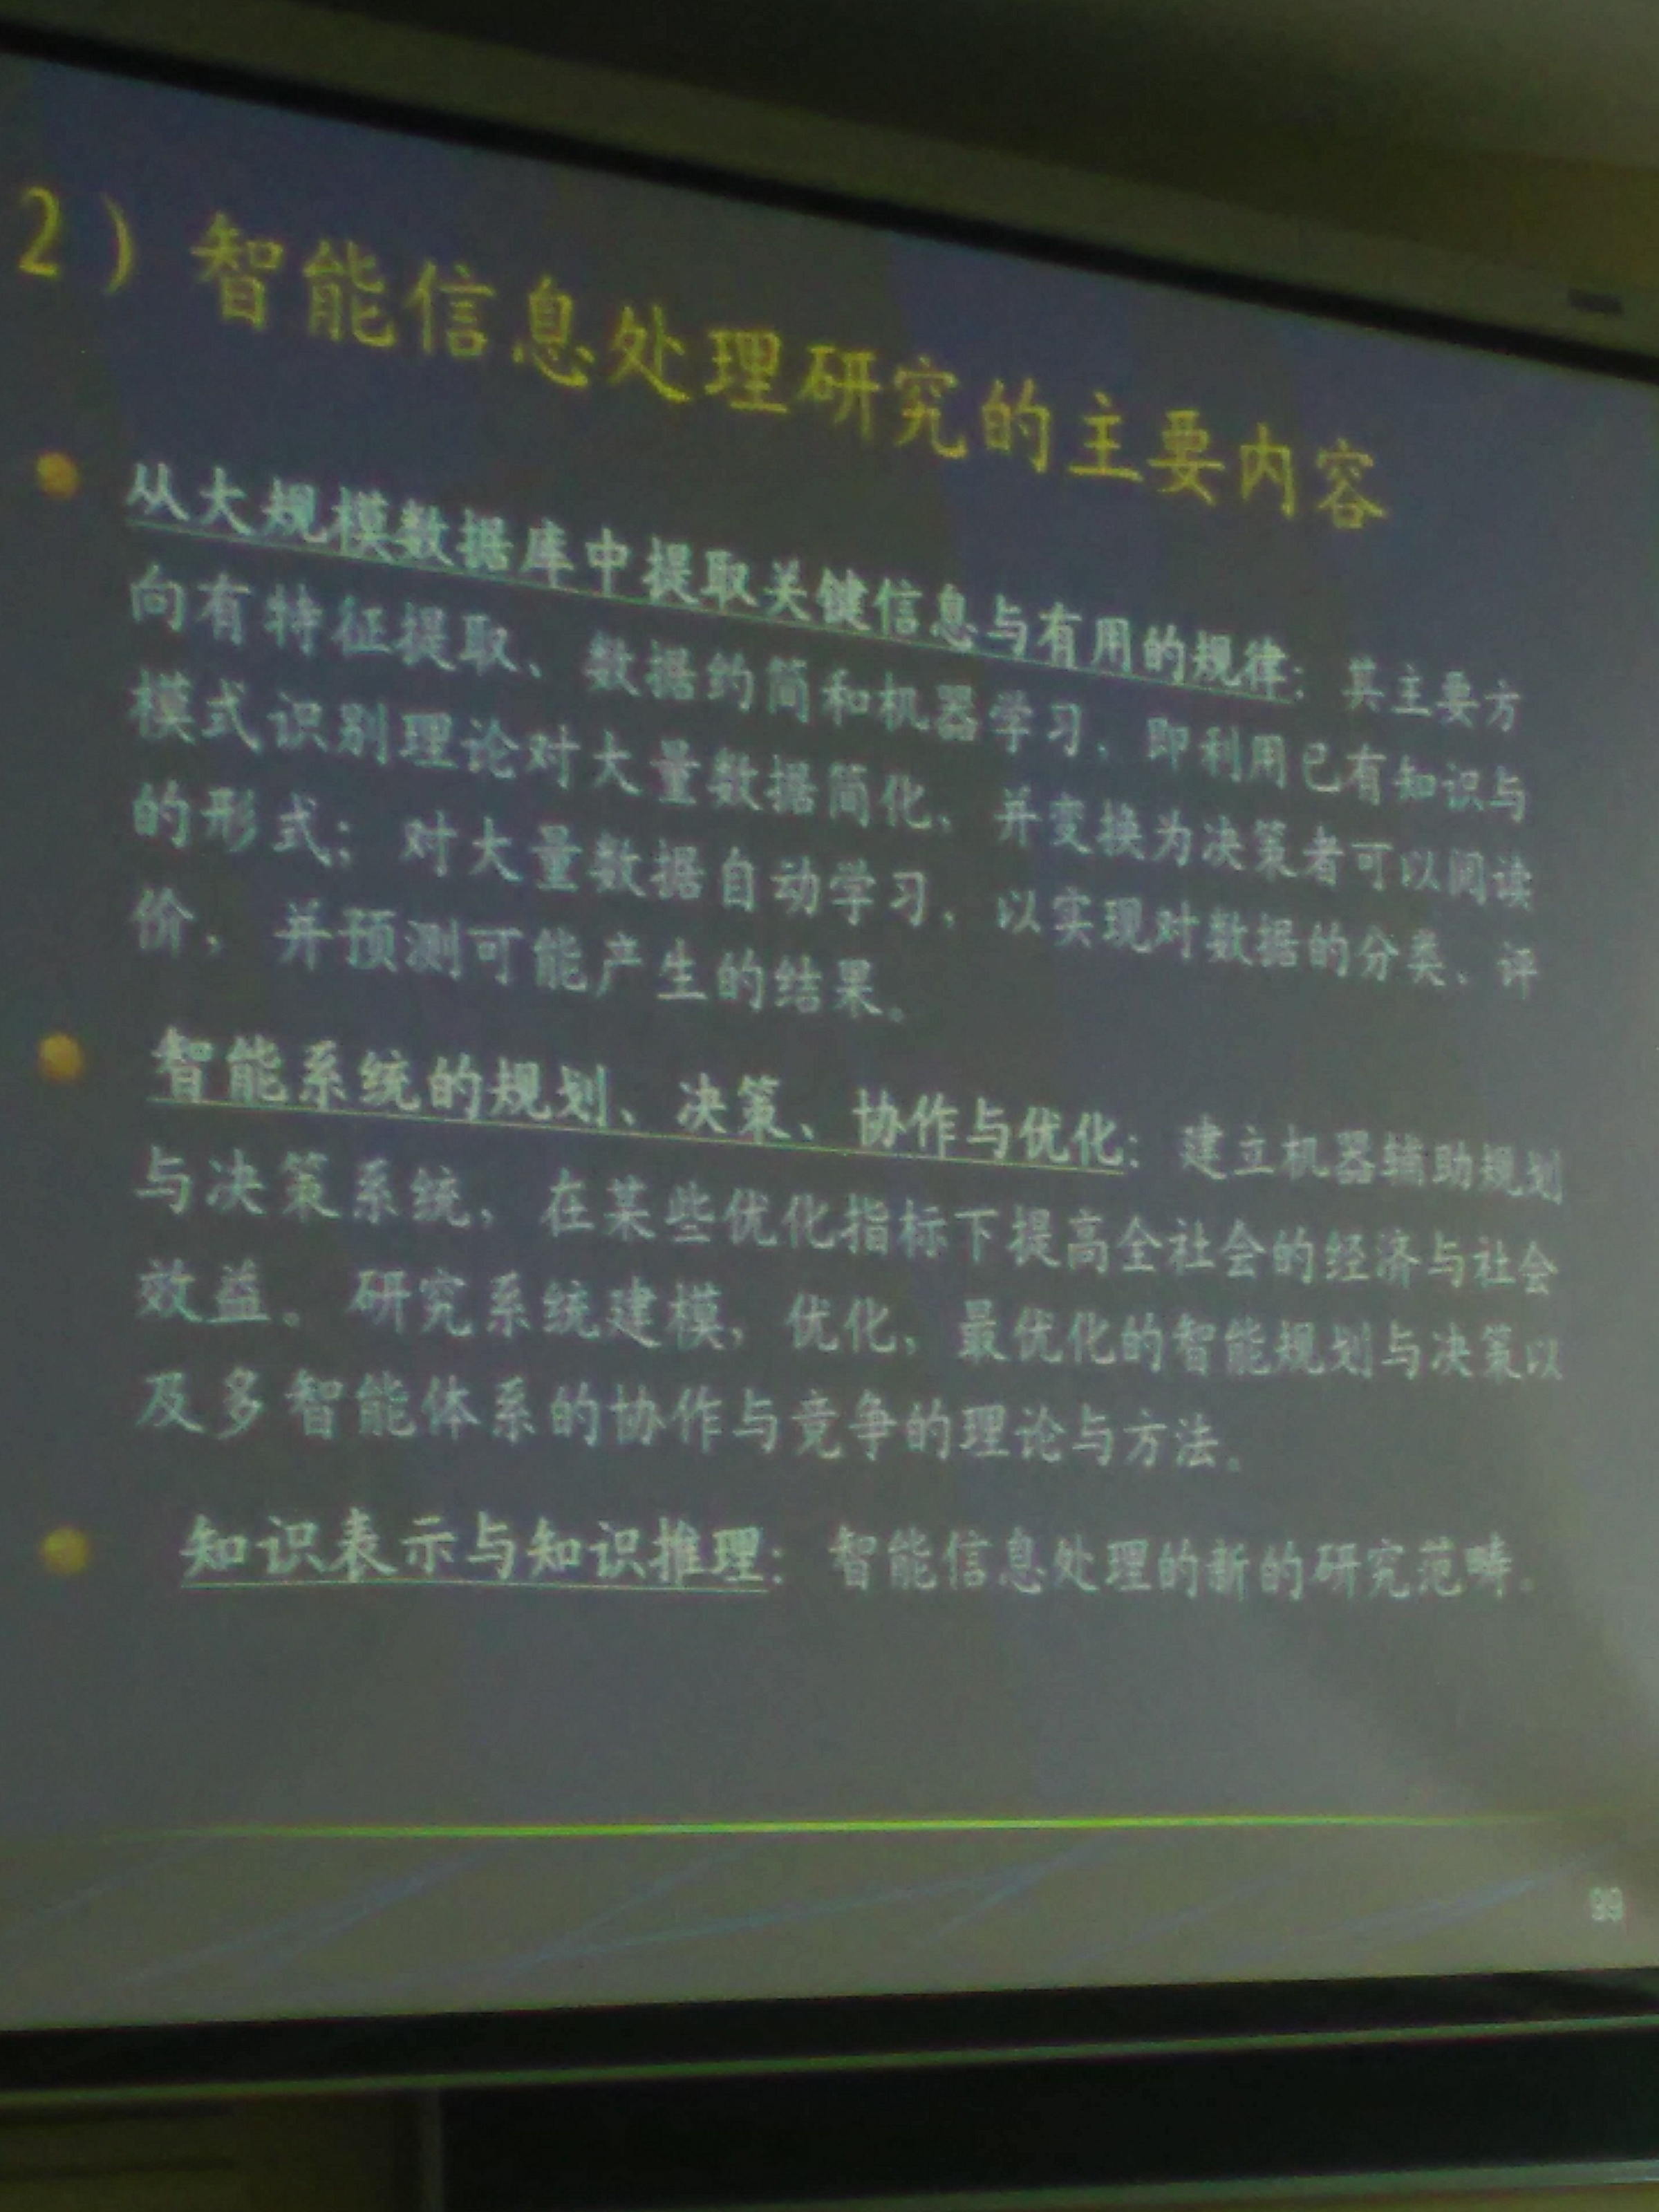 2）智能信息处理研究的主要内容
从大规模数据库中提取关键信息与有用的规律：其主要方
向有特征提取、数据约简和机器学习，即利用已有知识与
模式识别理论对大量数据简化，并变换为决策者可以阅读
的形式；对大量数据自动学习，以实现对数据的分类、评
价，并预测可能产生的结果。
智能系统的规划、决策、协作与优化：建立机器辅助规划
与决策系统，在某些优化指标下提高全社会的经济与社会
效益。研究系统建模，优化，最优化的智能规划与决策以
及多智能体系的协作与竞争的理论与方法。
知识表示与知识推理：智能信息处理的新的研究范畴。
99